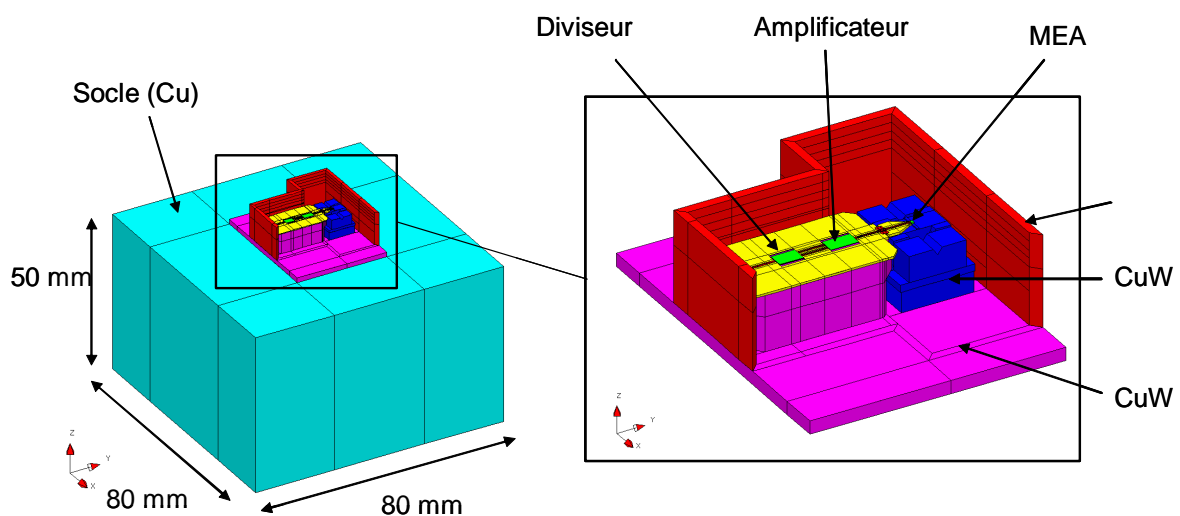 Diviseur
Amplificateur
MEA
Socle (Cu)
50 mm
CuW
CuW
80 mm
80 mm
Z
Y
X
Z
Y
X